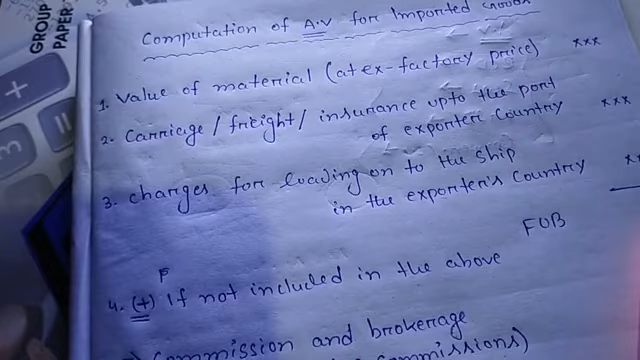 GROUP
PAPER
Computation of A.V for Imported Goods
1. Value of material (at ex-factory price) xxx
2. Carriage / freight / insurance upto the port
of exporter country xxx
3. Charges for loading on to the ship
in the exporter's country xx
FOB
4. (+) If not included in the above
Commission and brokerage
commissions)